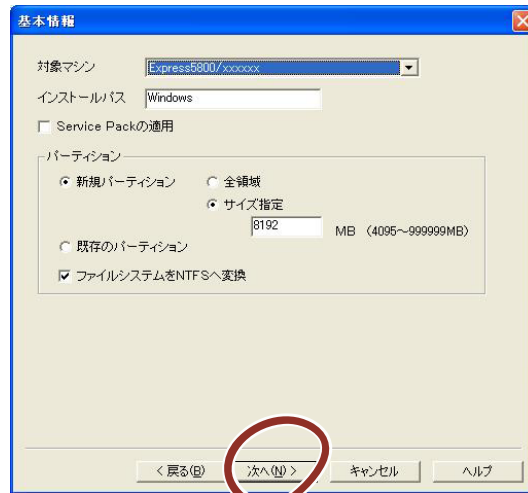 基本情報
対象マシン Express5800/xxxxxx
インストールパス Windows
Service Packの適用
パーティション
新規パーティション 全領域
サイズ指定
8192 MB (4095～999999MB)
既存のパーティション
ファイルシステムをNTFSへ変換
< 戻る(B) 次へ(N) > キャンセル ヘルプ